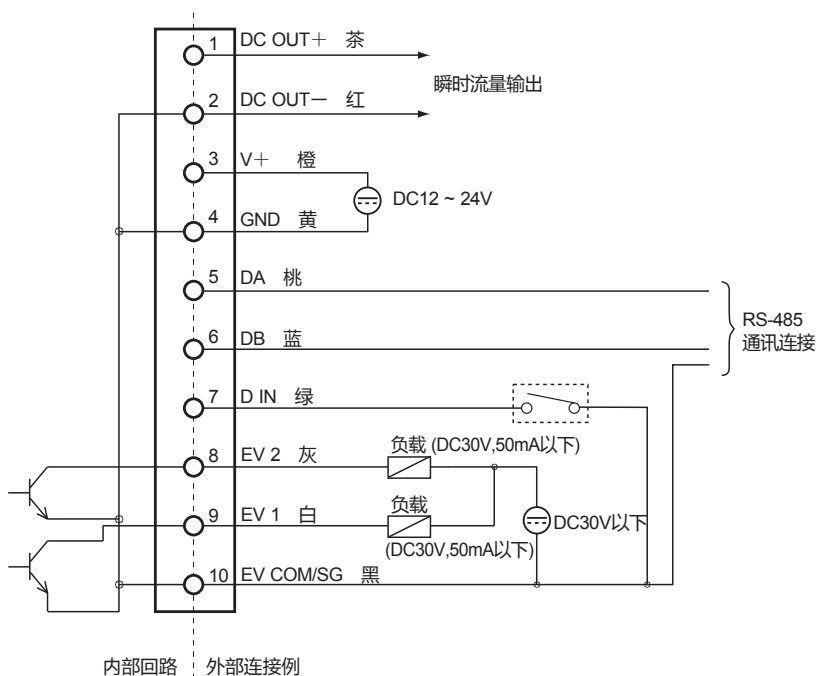 1 DC OUT＋ 茶
瞬时流量输出
2 DC OUT－ 红
3 V＋ 橙
DC12 ~ 24V
4 GND 黄
5 DA 桃
RS-485
通讯连接
6 DB 蓝
7 D IN 绿
负载 (DC30V,50mA以下)
8 EV 2 灰
负载
9 EV 1 白
DC30V以下
(DC30V,50mA以下)
10 EV COM/SG 黑
内部回路 外部连接例